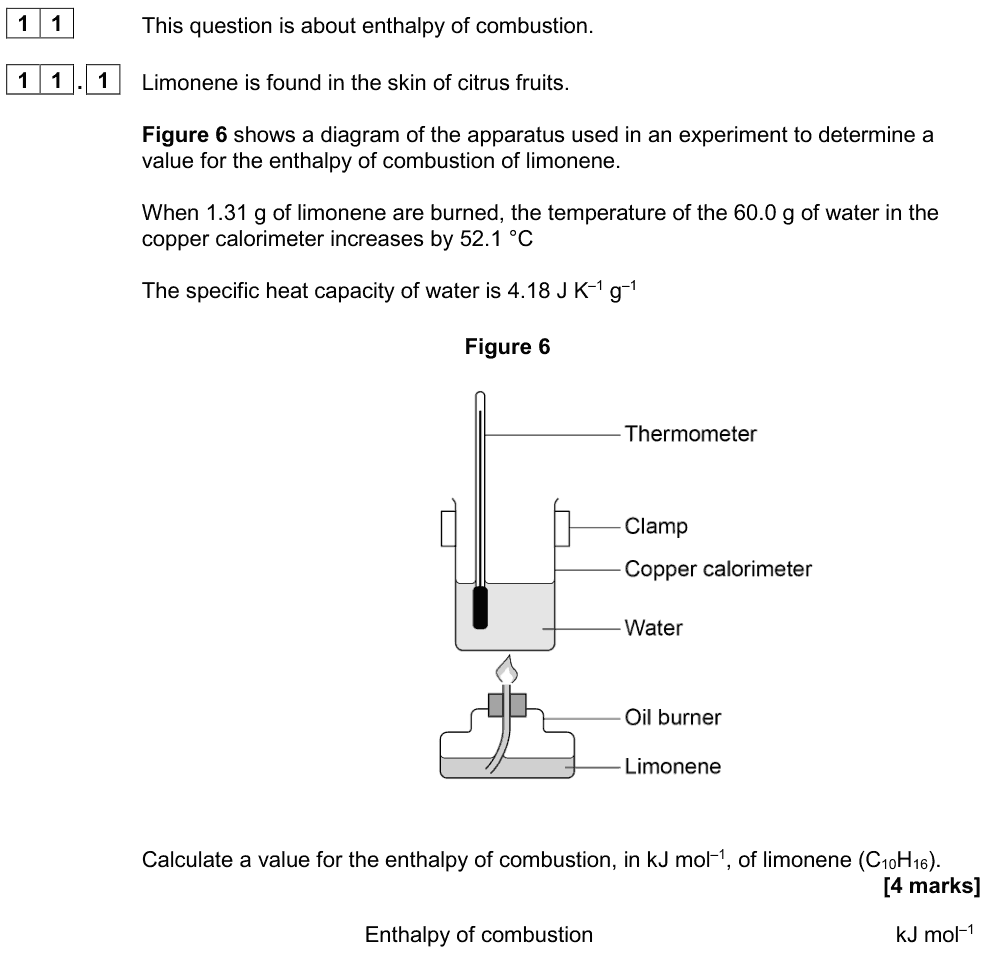 1 1 This question is about enthalpy of combustion.
1 1 . 1 Limonene is found in the skin of citrus fruits.
Figure 6 shows a diagram of the apparatus used in an experiment to determine a
value for the enthalpy of combustion of limonene.
When 1.31 g of limonene are burned, the temperature of the 60.0 g of water in the
copper calorimeter increases by 52.1 °C
The specific heat capacity of water is 4.18 J K⁻¹ g⁻¹
Figure 6
Thermometer
Clamp
Copper calorimeter
Water
Oil burner
Limonene
Calculate a value for the enthalpy of combustion, in kJ mol⁻¹, of limonene (C₁₀H₁₆).
[4 marks]
Enthalpy of combustion kJ mol⁻¹